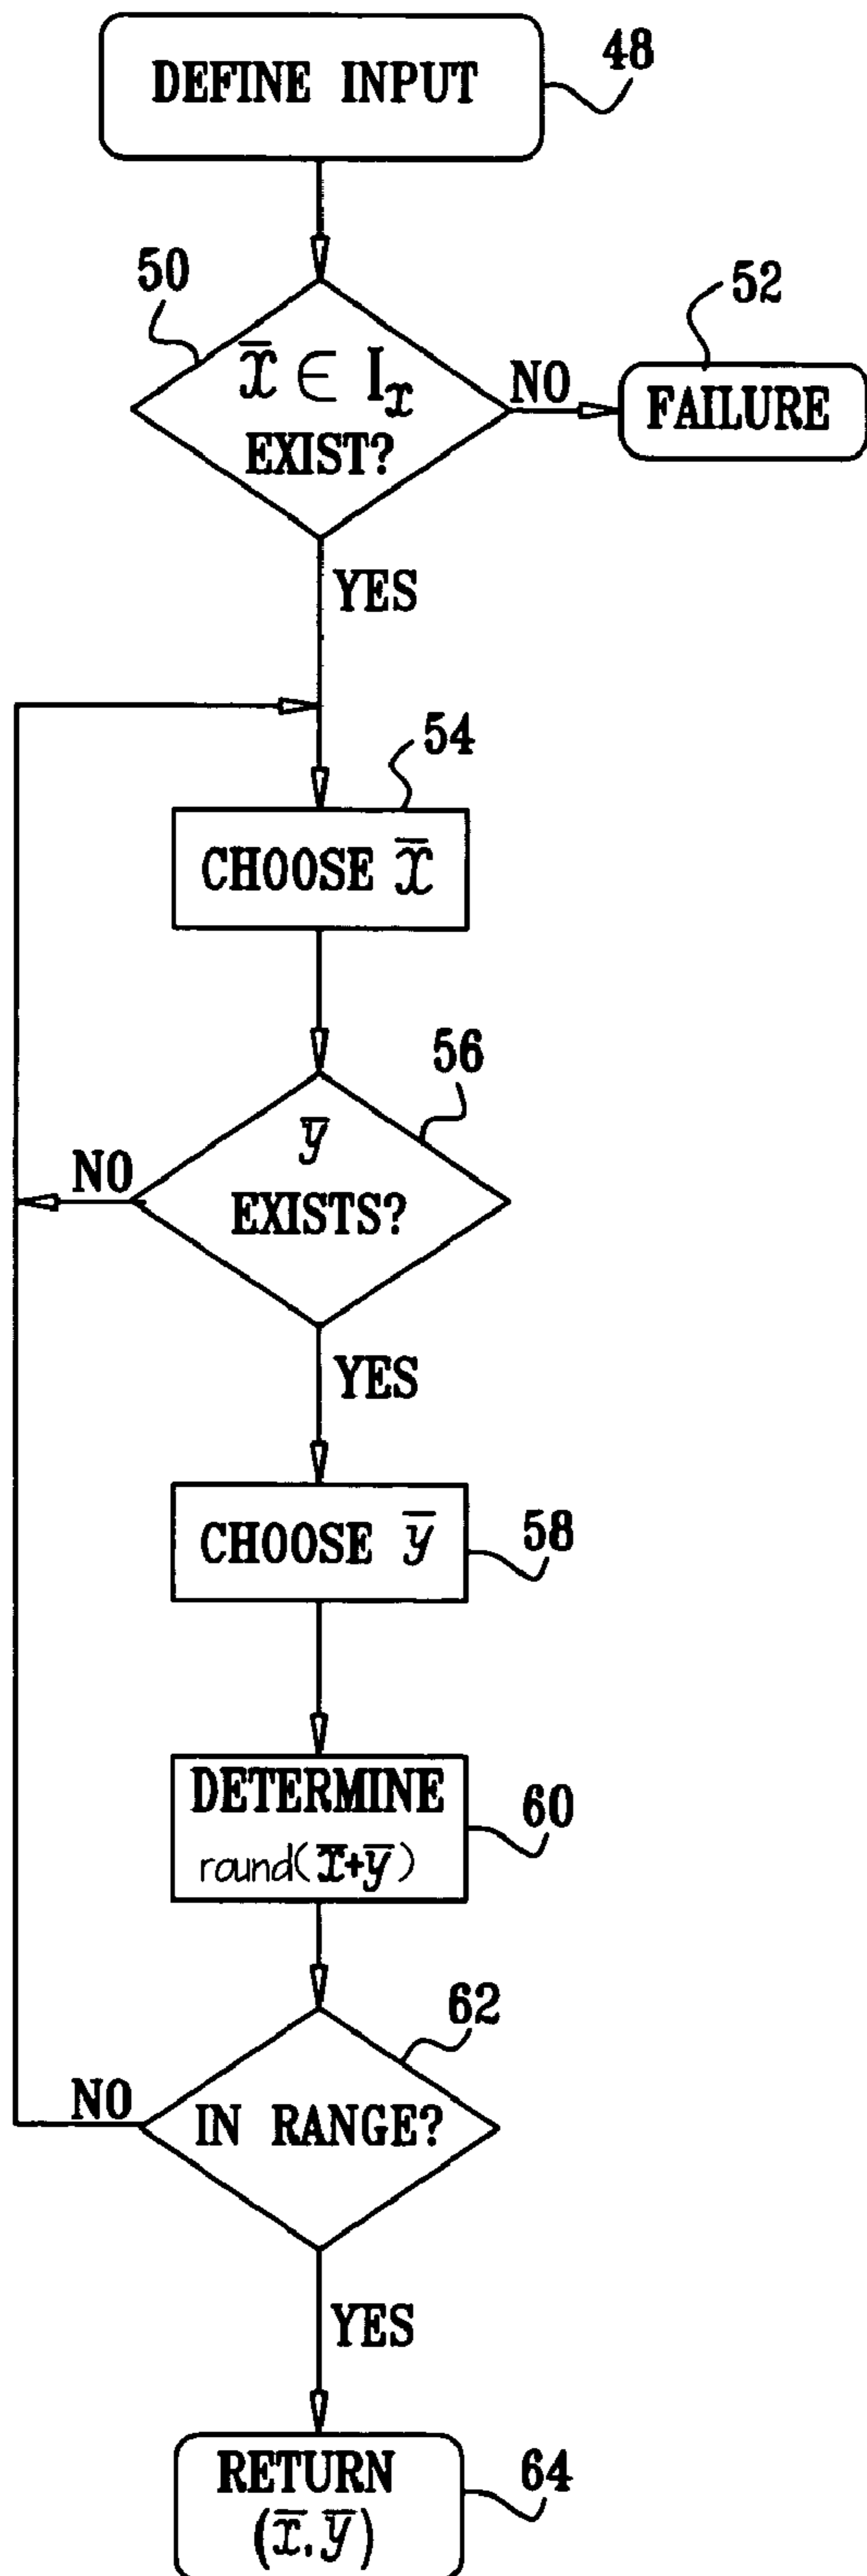 DEFINE INPUT
48
50
x̄ ∈ Iₓ
EXIST?
NO
52
FAILURE
YES
54
CHOOSE x̄
56
ȳ
EXISTS?
NO
YES
CHOOSE ȳ
58
DETERMINE
round(x̄+ȳ)
60
62
IN RANGE?
NO
YES
RETURN
(x̄,ȳ)
64